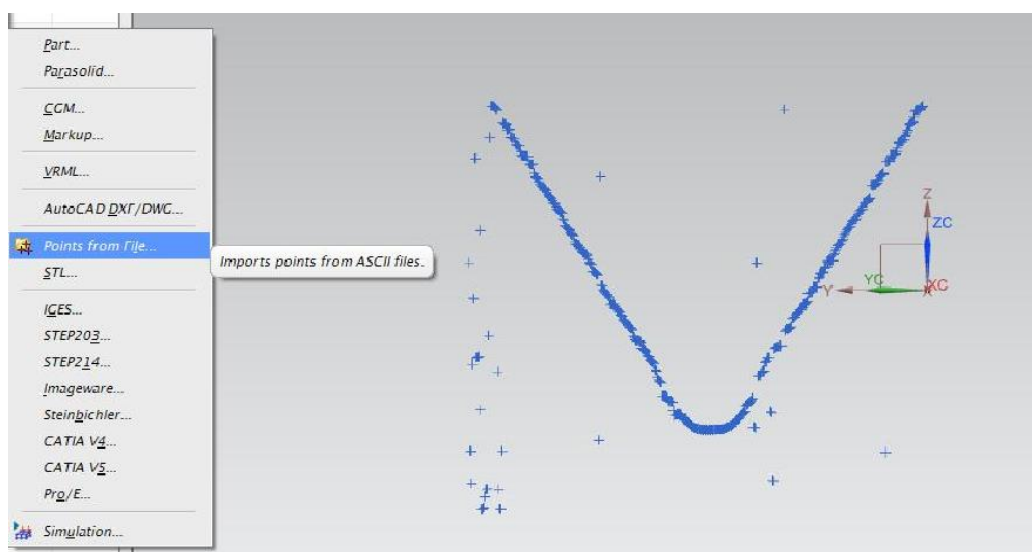 Part...
Parasolid...
CGM...
Markup...
VRML...
AutoCAD DXF/DWG...
Points from File...
Imports points from ASCII files.
STL...
IGES...
STEP203...
STEP214...
Imageware...
Steinbichler...
CATIA V4...
CATIA V5...
Pro/E...
Simulation...
Z
ZC
Y
YC
X
XC